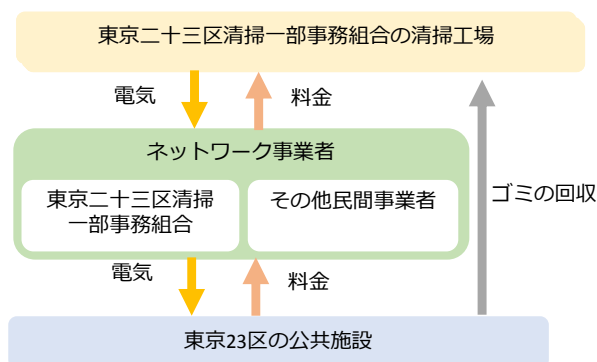 東京二十三区清掃一部事務組合の清掃工場
電気
料金
ネットワーク事業者
東京二十三区清掃
一部事務組合
その他民間事業者
ゴミの回収
電気
料金
東京23区の公共施設